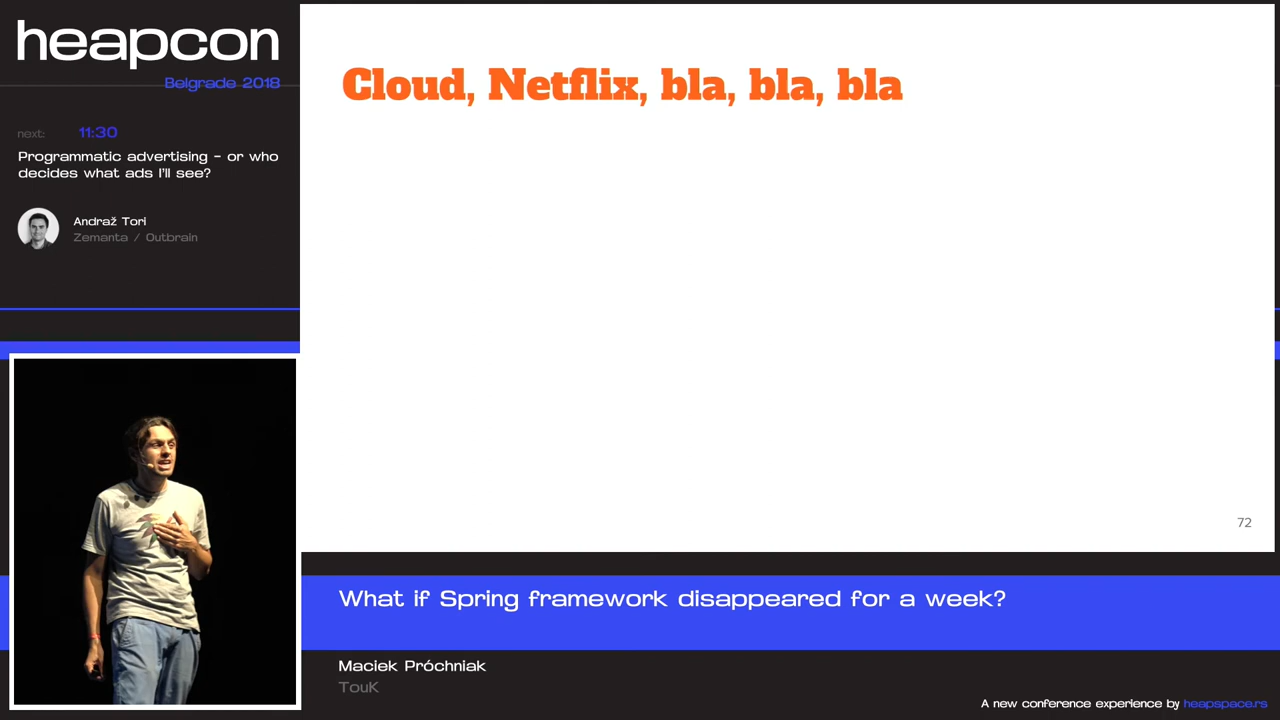 heapcon
Belgrade 2018
next: 11:30
Programmatic advertising - or who
decides what ads I'll see?
Andraž Tori
Zemanta / Outbrain
Cloud, Netflix, bla, bla, bla
72
What if Spring framework disappeared for a week?
Maciek Próchniak
TouK
A new conference experience by heapspace.rs